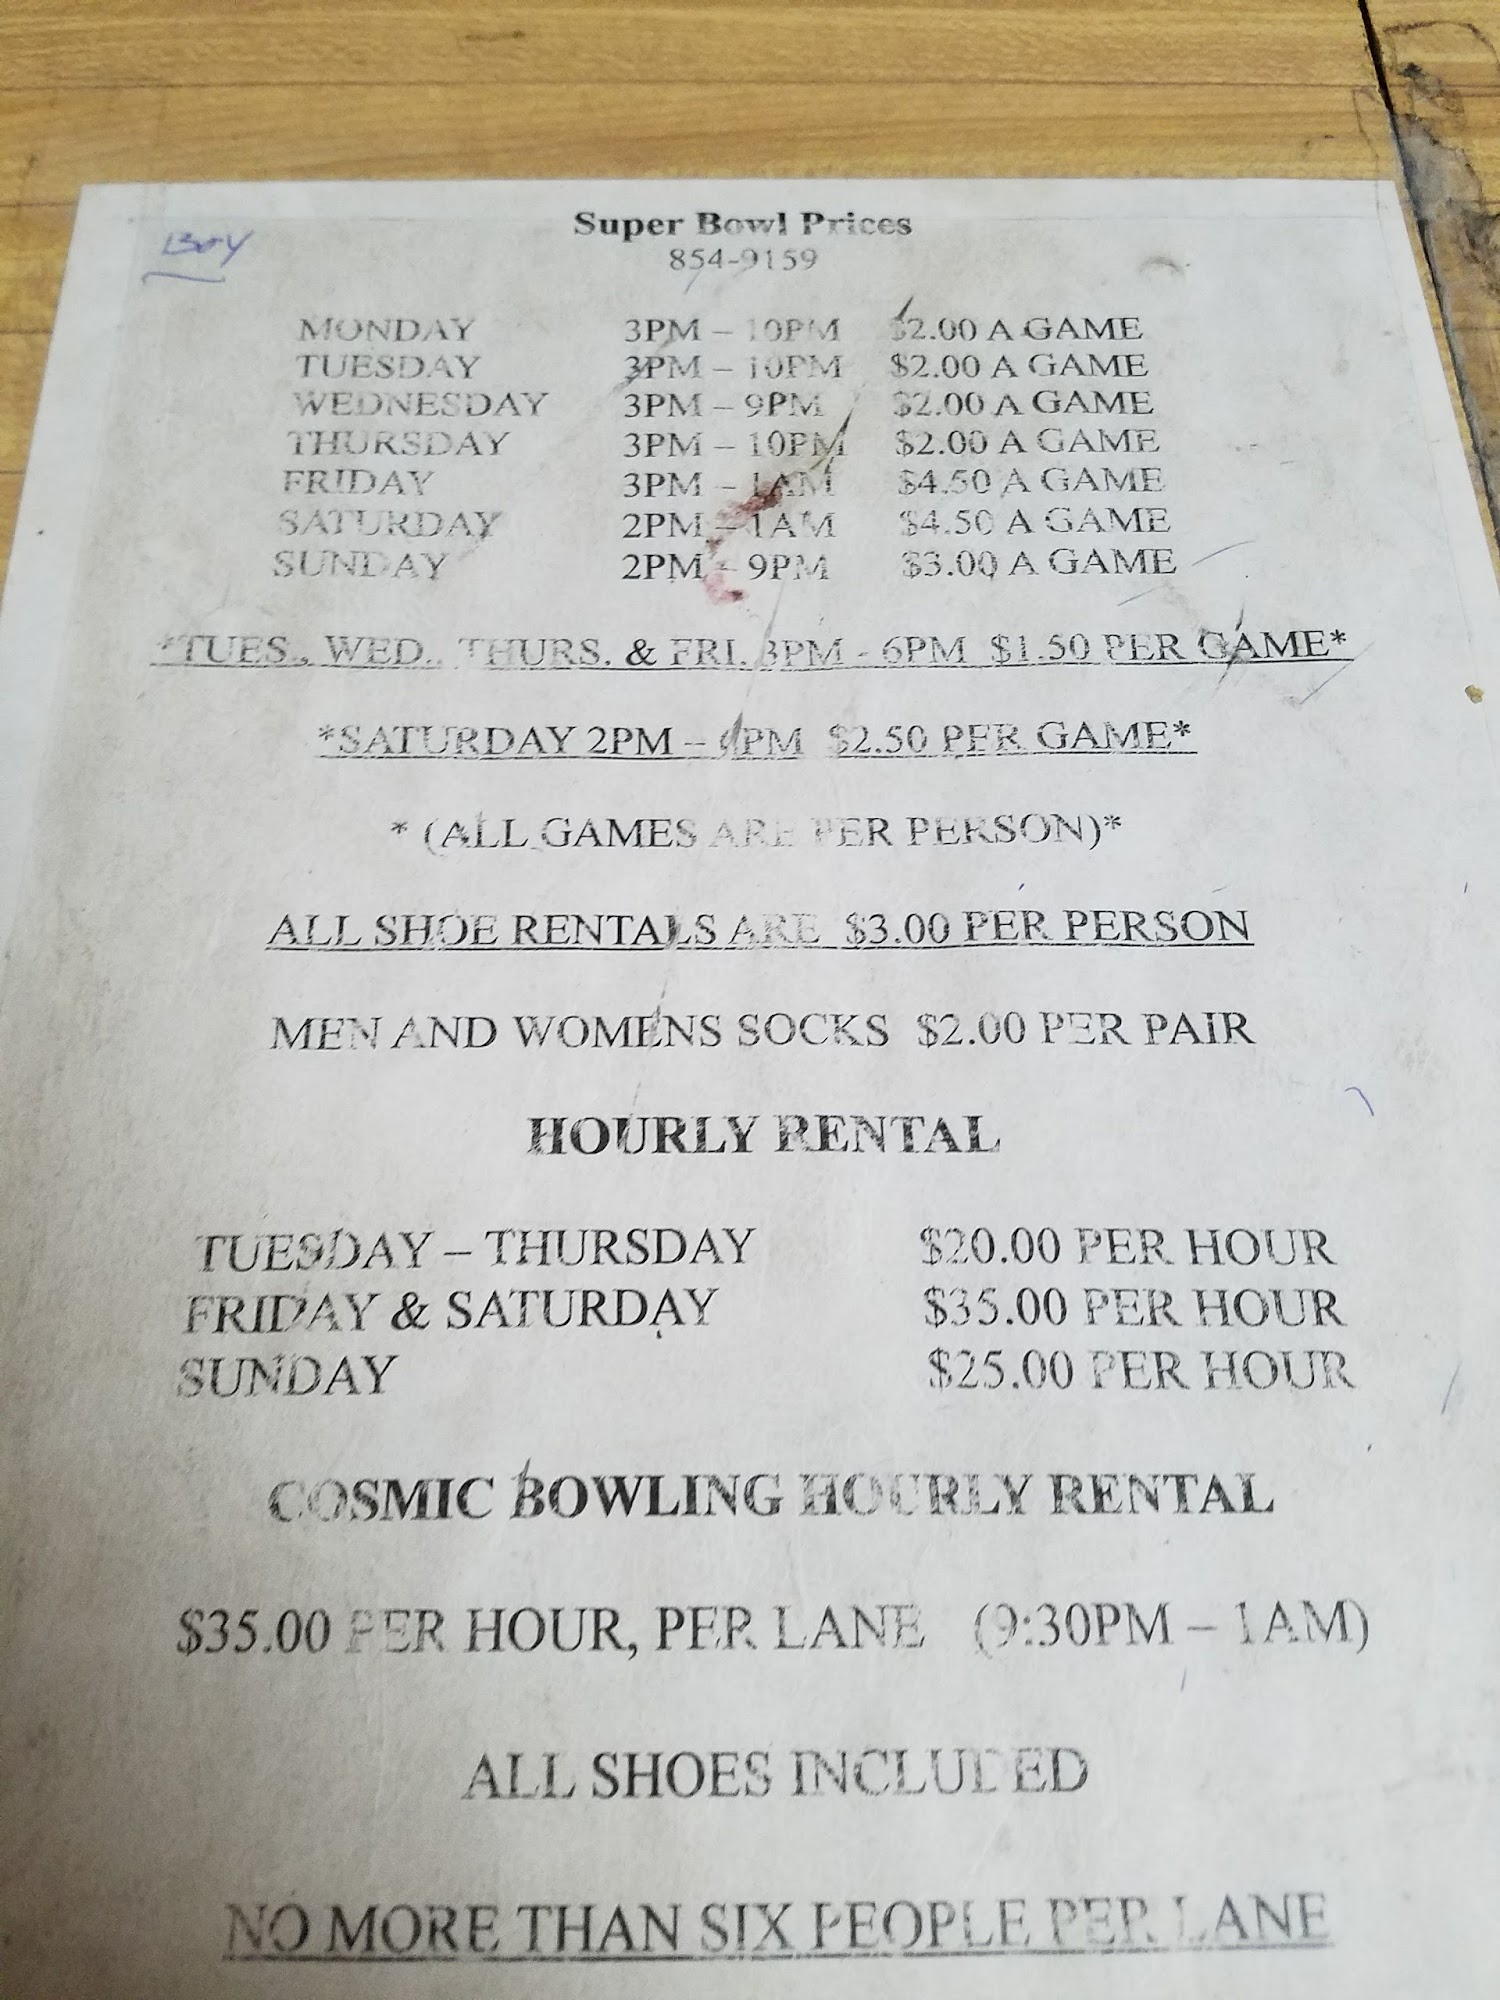 Super Bowl Prices
854-9159
MONDAY 3PM – 10PM $2.00 A GAME
TUESDAY 3PM – 10PM $2.00 A GAME
WEDNESDAY 3PM – 9PM $2.00 A GAME
THURSDAY 3PM – 10PM $2.00 A GAME
FRIDAY 3PM – 1AM $4.50 A GAME
SATURDAY 2PM – 1AM $4.50 A GAME
SUNDAY 2PM - 9PM $3.00 A GAME
*TUES., WED., THURS. & FRI. 3PM - 6PM $1.50 PER GAME*
*SATURDAY 2PM – $2.50 PER GAME*
* (ALL GAMES ARE PER PERSON)*
ALL SHOE RENTALS ARE $3.00 PER PERSON
MEN AND WOMENS SOCKS $2.00 PER PAIR
HOURLY RENTAL
TUESDAY – THURSDAY $20.00 PER HOUR
FRIDAY & SATURDAY $35.00 PER HOUR
SUNDAY $25.00 PER HOUR
COSMIC BOWLING HOURLY RENTAL
$35.00 PER HOUR, PER LANE (9:30PM – 1AM)
ALL SHOES INCLUDED
NO MORE THAN SIX PEOPLE PER LANE